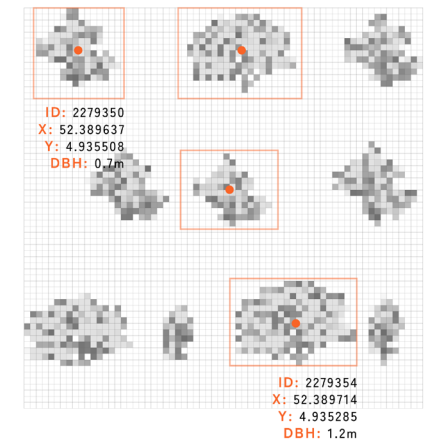 ID: 2279350
X: 52.389637
Y: 4.935508
DBH: 0.7m
ID: 2279354
X: 52.389714
Y: 4.935285
DBH: 1.2m